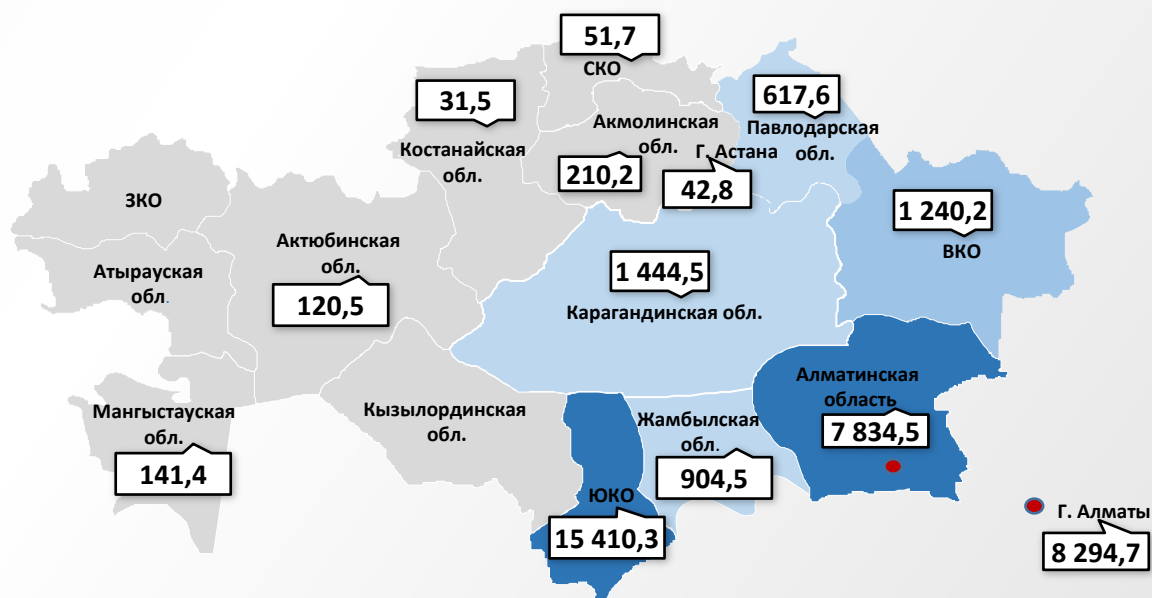 51,7
СКО
31,5
Костанайская
обл.
617,6
Павлодарская
обл.
Акмолинская
обл.
210,2
Г. Астана
42,8
ЗКО
1 240,2
ВКО
Актюбинская
обл.
120,5
Атырауская
обл.
1 444,5
Карагандинская обл.
Алматинская
область
7 834,5
Мангыстауская
обл.
141,4
Кызылординская
обл.
Жамбылская
обл.
904,5
ЮКО
15 410,3
Г. Алматы
8 294,7